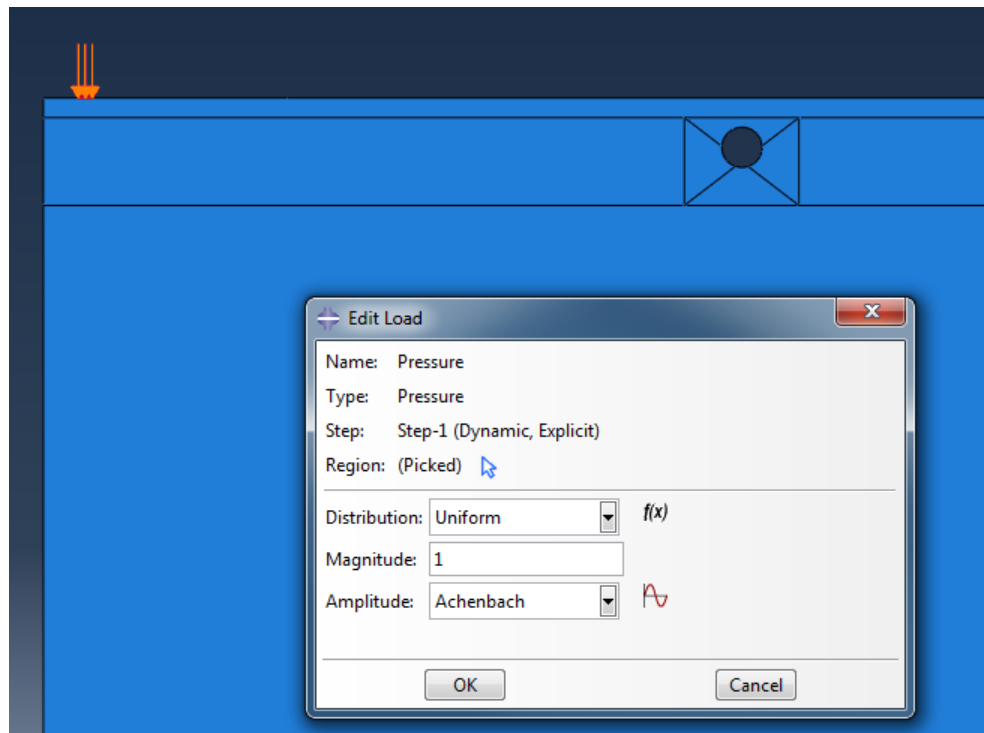 Edit Load
Name: Pressure
Type: Pressure
Step: Step-1 (Dynamic, Explicit)
Region: (Picked)
Distribution: Uniform f(x)
Magnitude: 1
Amplitude: Achenbach
OK Cancel